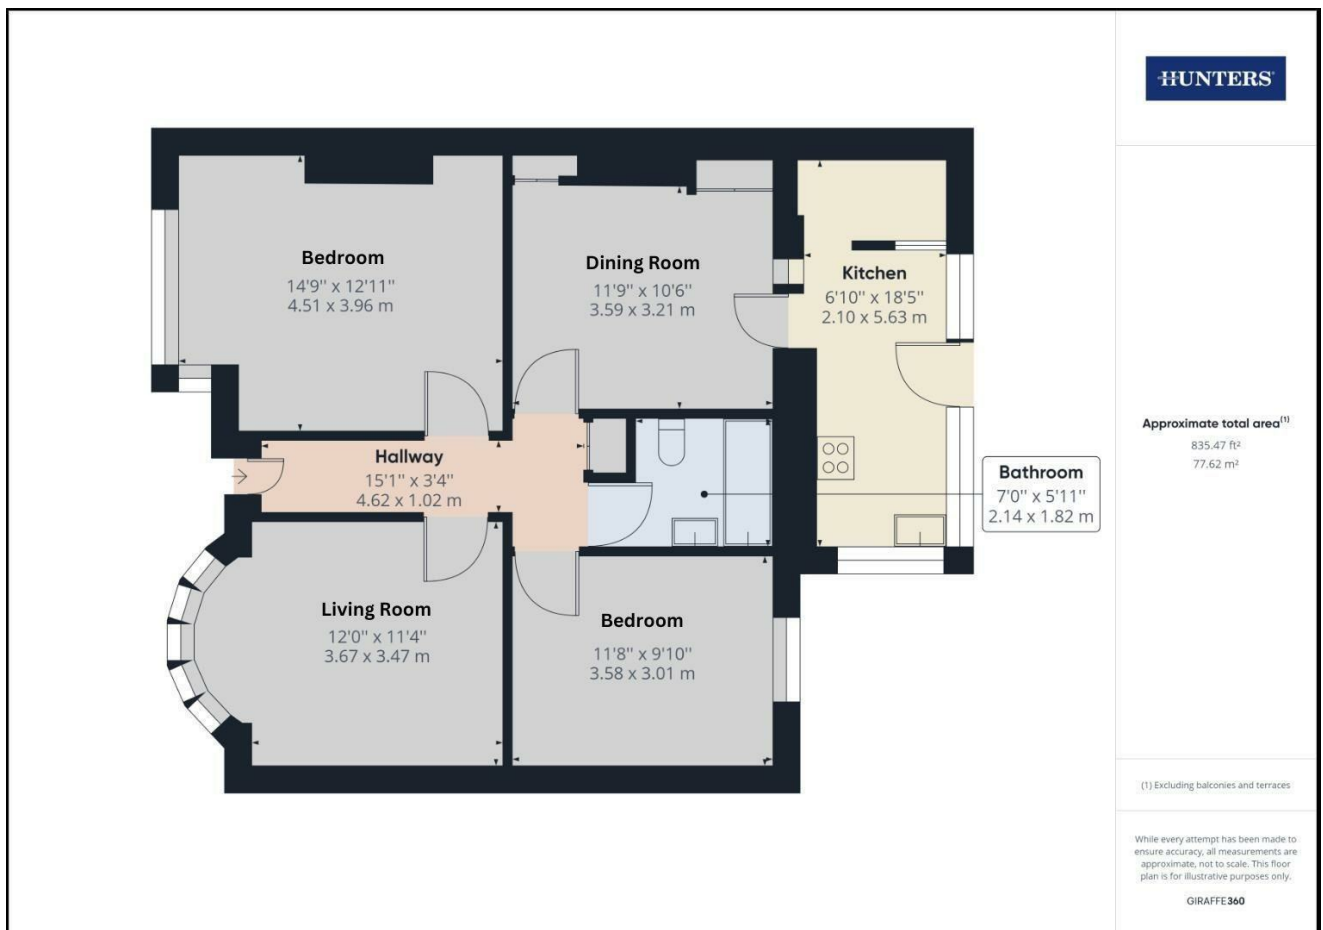 HUNTERS
Bedroom
14'9" x 12'11"
4.51 x 3.96 m
Dining Room
11'9" x 10'6"
3.59 x 3.21 m
Kitchen
6'10" x 18'5"
2.10 x 5.63 m
Hallway
15'1" x 3'4"
4.62 x 1.02 m
Bathroom
7'0" x 5'11"
2.14 x 1.82 m
Living Room
12'0" x 11'4"
3.67 x 3.47 m
Bedroom
11'8" x 9'10"
3.58 x 3.01 m
Approximate total area(1)
835.47 ft²
77.62 m²
(1) Excluding balconies and terraces
While every attempt has been made to
ensure accuracy, all measurements are
approximate, not to scale. This floor
plan is for illustrative purposes only.
GIRAFFE360